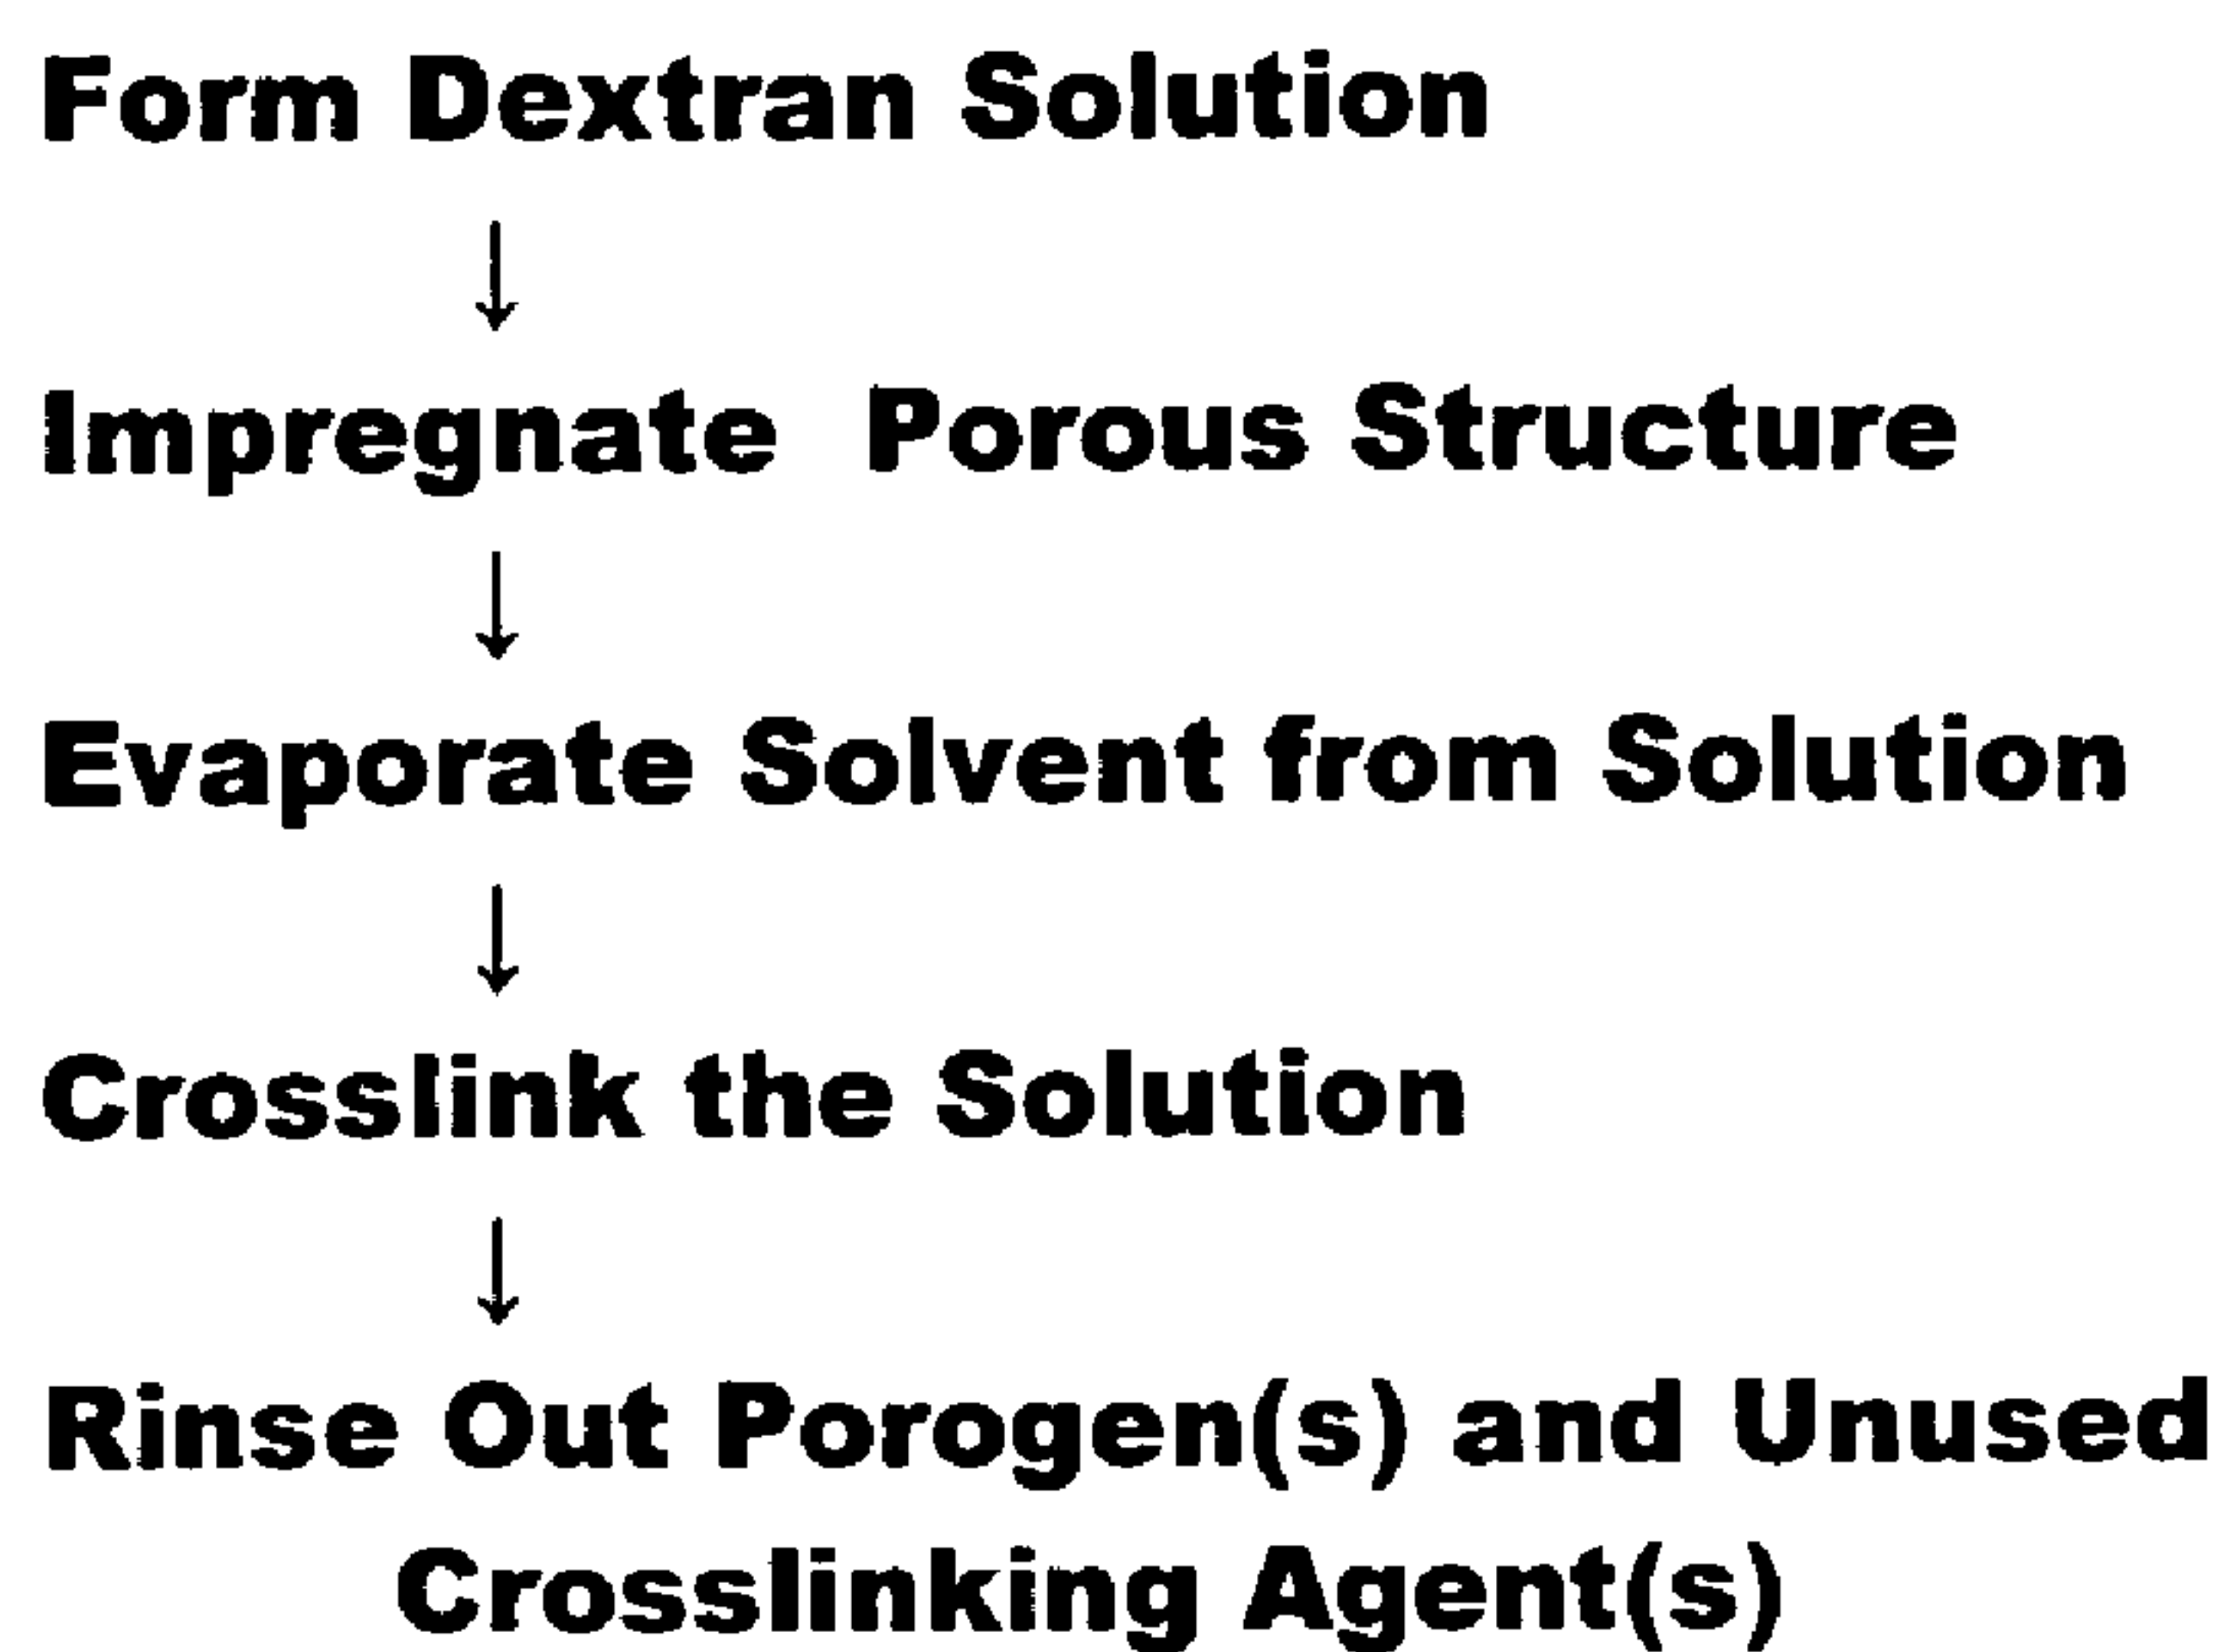 Form Dextran Solution
↓
Impregnate Porous Structure
↓
Evaporate Solvent from Solution
↓
Crosslink the Solution
↓
Rinse Out Porogen(s) and Unused
Crosslinking Agent(s)